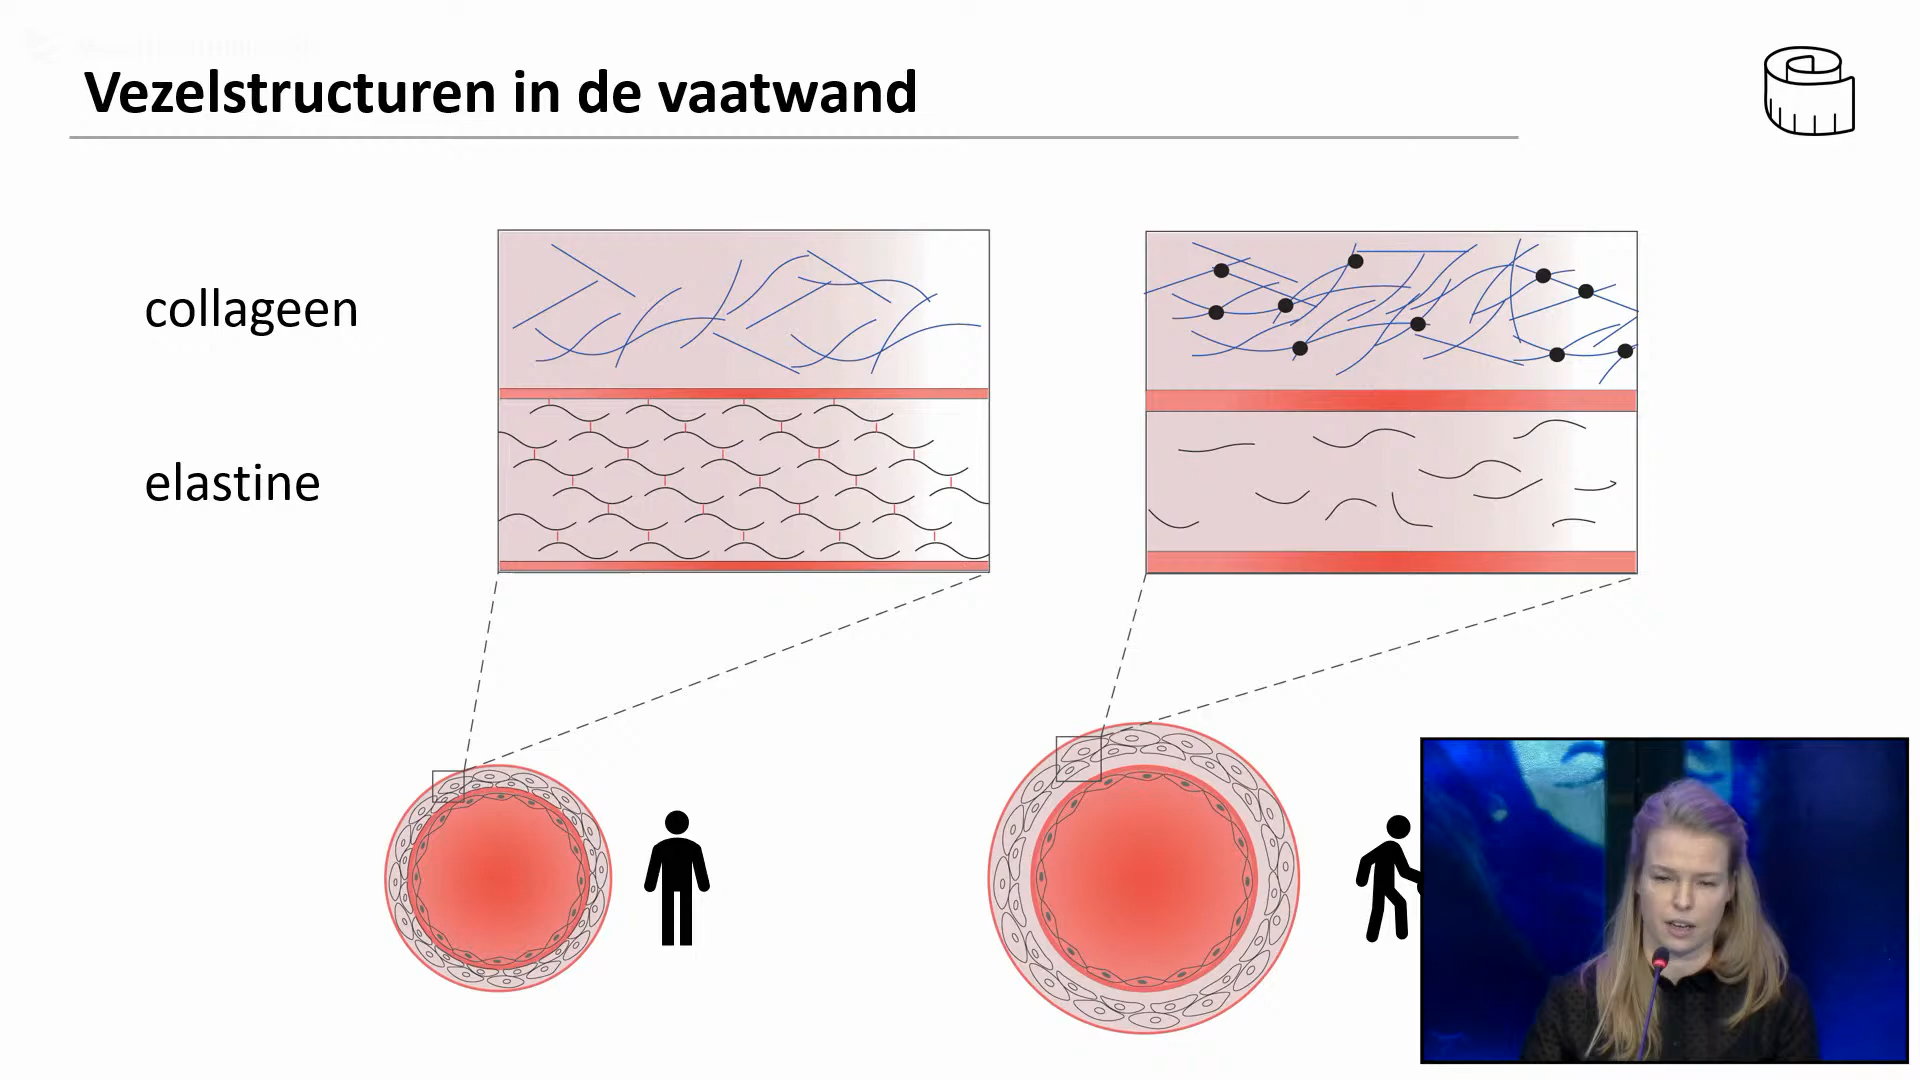 Vezelstructuren in de vaatwand
collageen
elastine